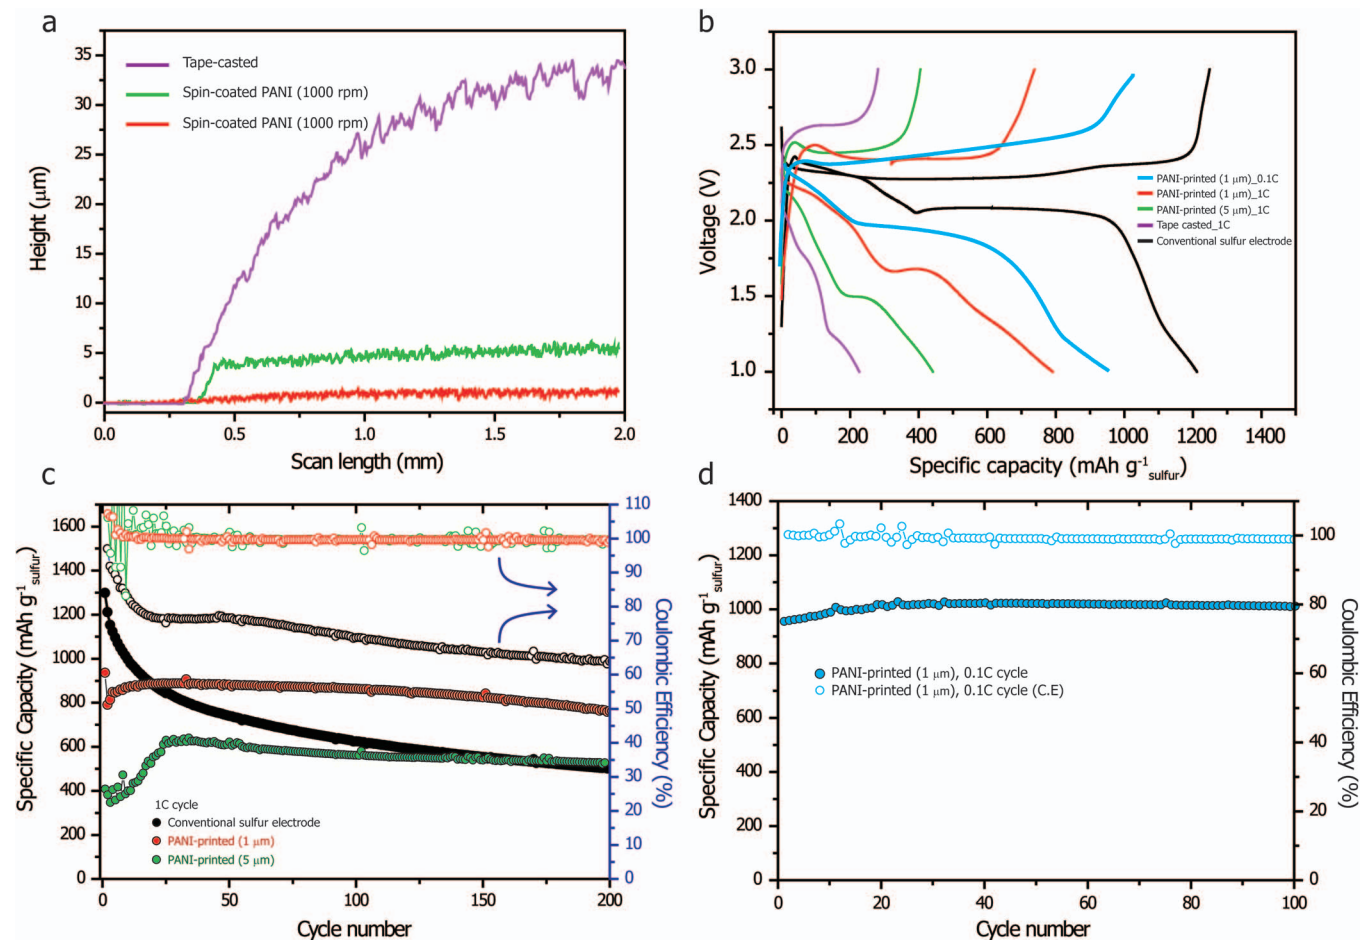 a
35
30
25
20
15
10
5
0
Height (μm)
Tape-casted
Spin-coated PANI (1000 rpm)
Spin-coated PANI (1000 rpm)
0.0 0.5 1.0 1.5 2.0
Scan length (mm)
b
3.0
2.5
2.0
1.5
1.0
Voltage (V)
PANI-printed (1 μm)_0.1C
PANI-printed (1 μm)_1C
PANI-printed (5 μm)_1C
Tape casted_1C
Conventional sulfur electrode
0 200 400 600 800 1000 1200 1400
Specific capacity (mAh g⁻¹sulfur)
c
1600
1400
1200
1000
800
600
400
200
0
Specific Capacity (mAh g⁻¹sulfur)
110
100
90
80
70
60
50
40
30
20
10
0
Coulombic Efficiency (%)
1C cycle
Conventional sulfur electrode
PANI-printed (1 μm)
PANI-printed (5 μm)
0 50 100 150 200
Cycle number
d
1400
1200
1000
800
600
400
200
0
Specific Capacity (mAh g⁻¹sulfur)
100
80
60
40
20
0
Coulombic Efficiency (%)
PANI-printed (1 μm), 0.1C cycle
PANI-printed (1 μm), 0.1C cycle (C.E)
0 20 40 60 80 100
Cycle number